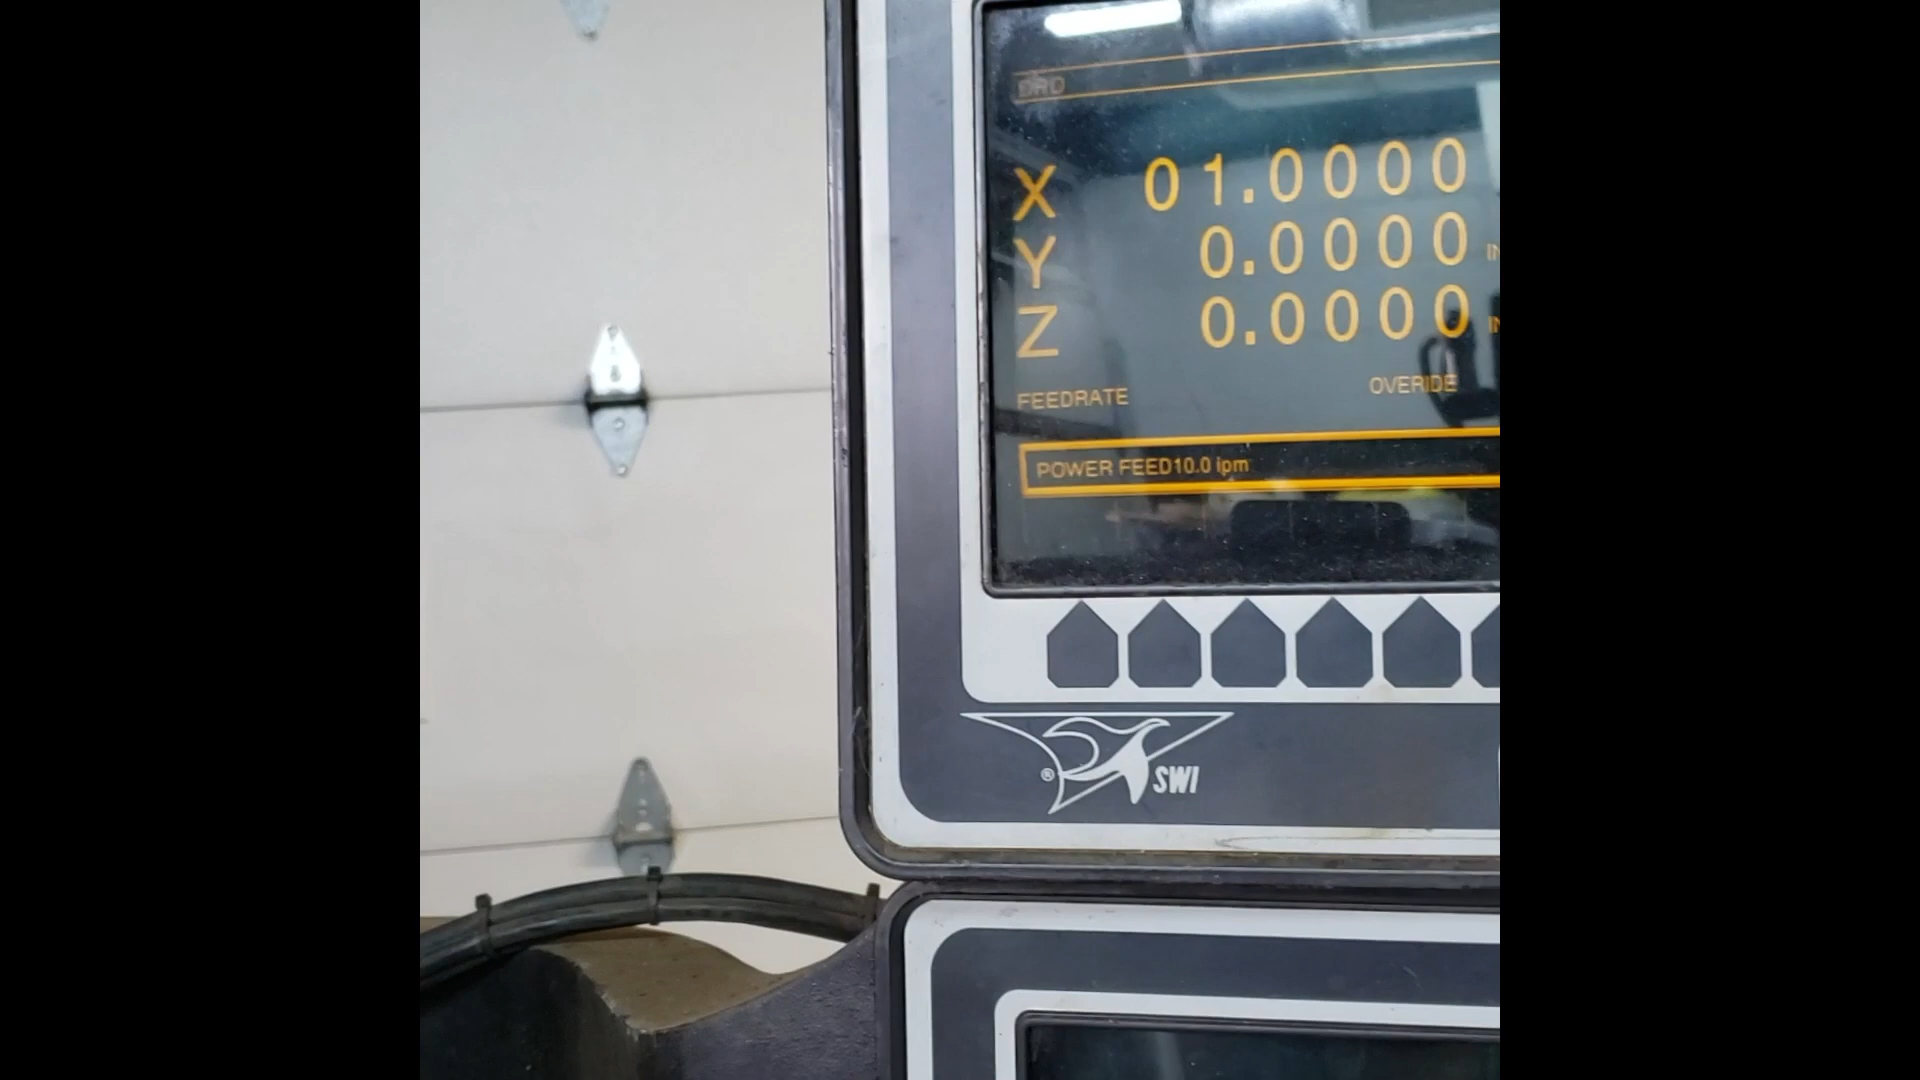 DRO
X 01.0000
Y 0.0000 IN
Z 0.0000 IN
FEEDRATE OVERIDE
POWER FEED10.0 ipm
® SWI